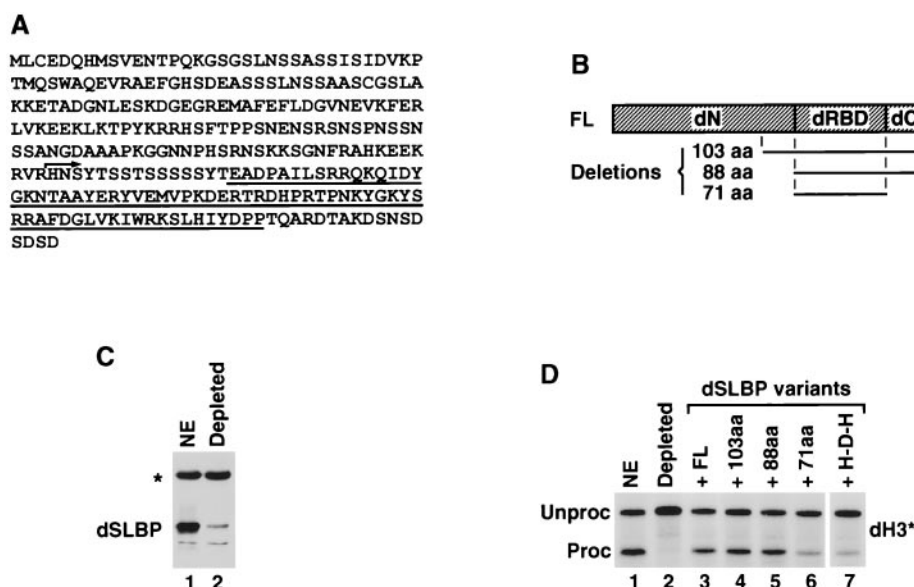 A
MLCEDQHMSVENTPQKGSGSLNSSASSISIDVKP
TMQSWAQEVRAEFGHSDEASSSLNSSAASCGSLA
KKETADGNLESKDGEGREMAFEFLDGVNEVKFER
LVKEEKLKTPYKRRHSFTPPSNENSRSNSPNSSN
SSANGDAAAPKGGNNPHSRNSKKSGNFRAHKEEK
RVRHNSYTSSTSSSSSYTEADPAILSRRQKQIDY
GKNTAAYERYVEMVPKDERTRDHPRTPNKYGKYS
RRAFDGLVKIWRKSLHIYDPPTQARDTAKDSNSD
SDSD
B
FL dN dRBD dC
Deletions
103 aa
88 aa
71 aa
C
NE
Depleted
*
dSLBP
1 2
D
dSLBP variants
NE
Depleted
+ FL
+ 103aa
+ 88aa
+ 71aa
+ H-D-H
Unproc
Proc
dH3*
1 2 3 4 5 6 7